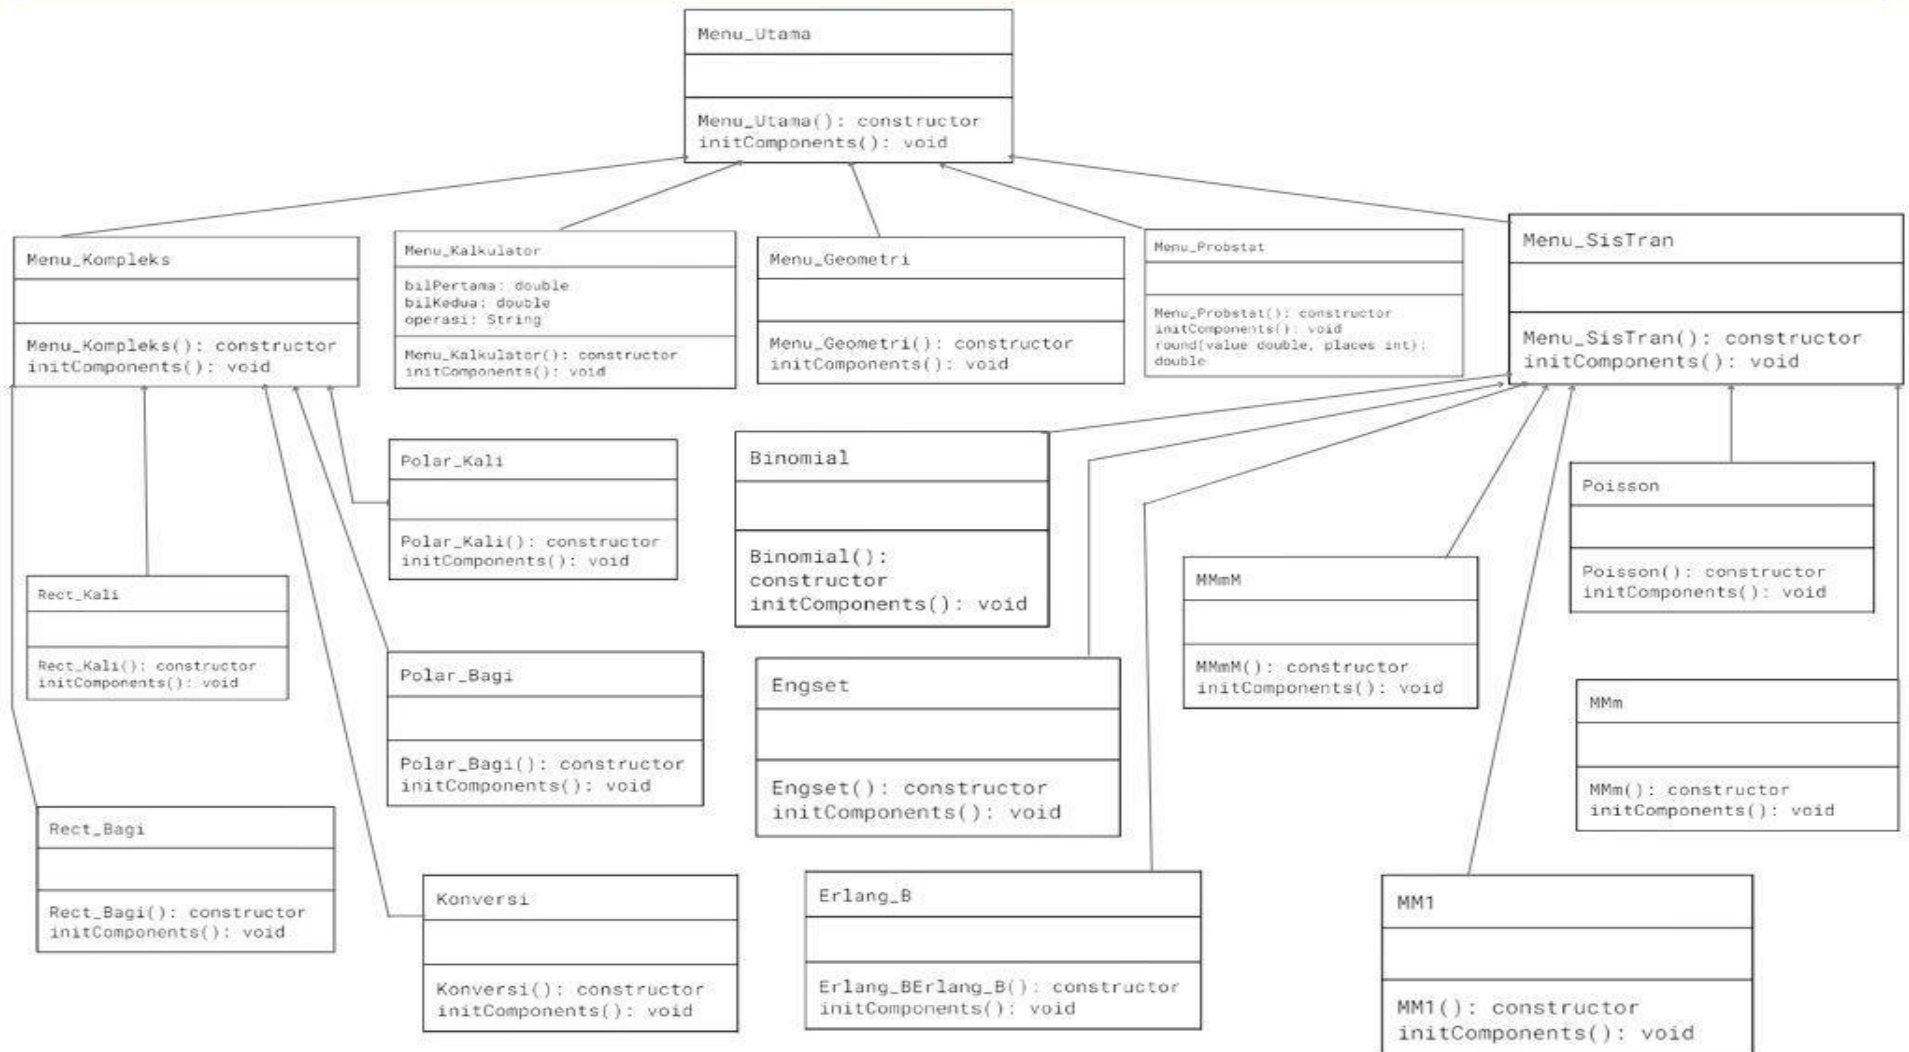 Menu_Utama
Menu_Utama(): constructor
initComponents(): void
Menu_Kompleks
Menu_Kompleks(): constructor
initComponents(): void
Menu_Kalkulator
bilPertama: double
bilKedua: double
operasi: String
Menu_Kalkulator(): constructor
initComponents(): void
Menu_Geometri
Menu_Geometri(): constructor
initComponents(): void
Menu_Probstat
Menu_Probstat(): constructor
initComponents(): void
round(value double, places int):
double
Menu_SisTran
Menu_SisTran(): constructor
initComponents(): void
Polar_Kali
Polar_Kali(): constructor
initComponents(): void
Binomial
Binomial():
constructor
initComponents(): void
Poisson
Poisson(): constructor
initComponents(): void
Rect_Kali
Rect_Kali(): constructor
initComponents(): void
MMmM
MMmM(): constructor
initComponents(): void
Polar_Bagi
Polar_Bagi(): constructor
initComponents(): void
Engset
Engset(): constructor
initComponents(): void
MMm
MMm(): constructor
initComponents(): void
Rect_Bagi
Rect_Bagi(): constructor
initComponents(): void
Konversi
Konversi(): constructor
initComponents(): void
Erlang_B
Erlang_BErlang_B(): constructor
initComponents(): void
MM1
MM1(): constructor
initComponents(): void